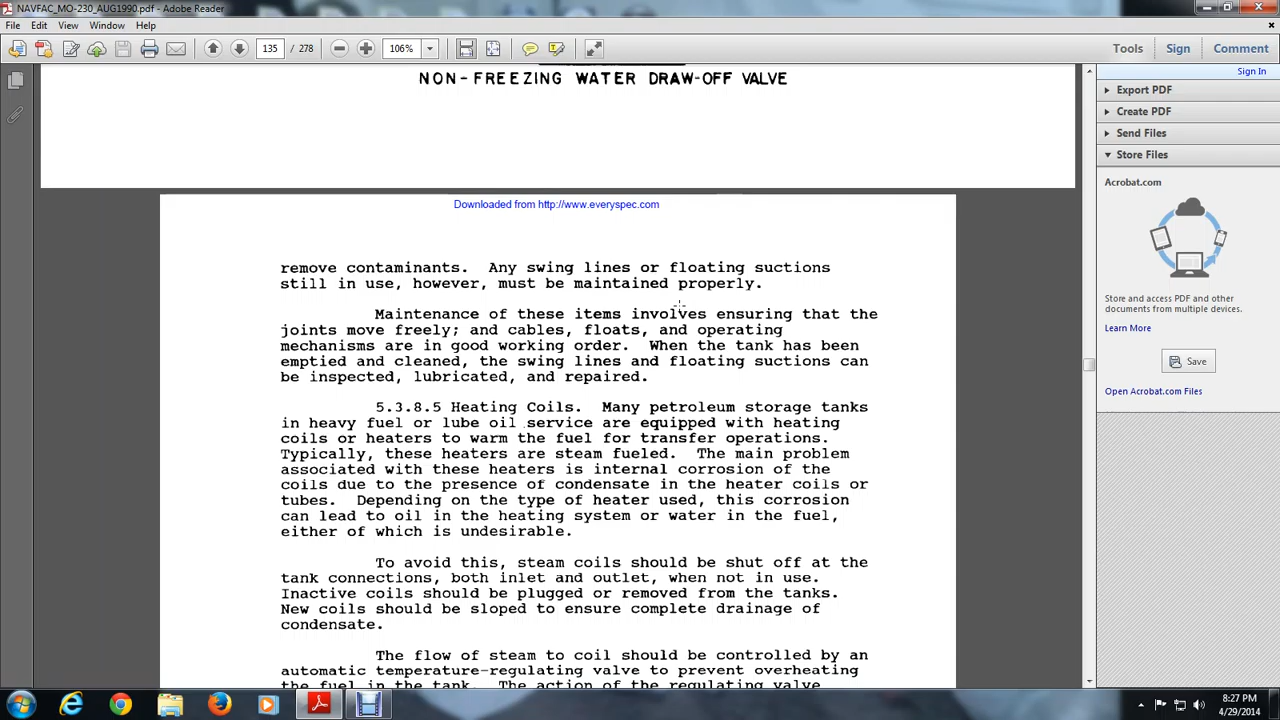 NAVFAC_MO-230_AUG1990.pdf - Adobe Reader
File Edit View Window Help
135 / 278 106% Tools Sign Comment
NON-FREEZING WATER DRAW-OFF VALVE
Downloaded from http://www.everyspec.com
remove contaminants. Any swing lines or floating suctions
still in use, however, must be maintained properly.
Maintenance of these items involves ensuring that the
joints move freely; and cables, floats, and operating
mechanisms are in good working order. When the tank has been
emptied and cleaned, the swing lines and floating suctions can
be inspected, lubricated, and repaired.
5.3.8.5 Heating Coils. Many petroleum storage tanks
in heavy fuel or lube oil service are equipped with heating
coils or heaters to warm the fuel for transfer operations.
Typically, these heaters are steam fueled. The main problem
associated with these heaters is internal corrosion of the
coils due to the presence of condensate in the heater coils or
tubes. Depending on the type of heater used, this corrosion
can lead to oil in the heating system or water in the fuel,
either of which is undesirable.
To avoid this, steam coils should be shut off at the
tank connections, both inlet and outlet, when not in use.
Inactive coils should be plugged or removed from the tanks.
New coils should be sloped to ensure complete drainage of
condensate.
The flow of steam to coil should be controlled by an
automatic temperature-regulating valve to prevent overheating
the fuel in the tank. The action of the regulating valve
Sign In
Export PDF
Create PDF
Send Files
Store Files
Acrobat.com
Store and access PDF and other
documents from multiple devices.
Learn More
Save
Open Acrobat.com Files
8:27 PM
4/29/2014